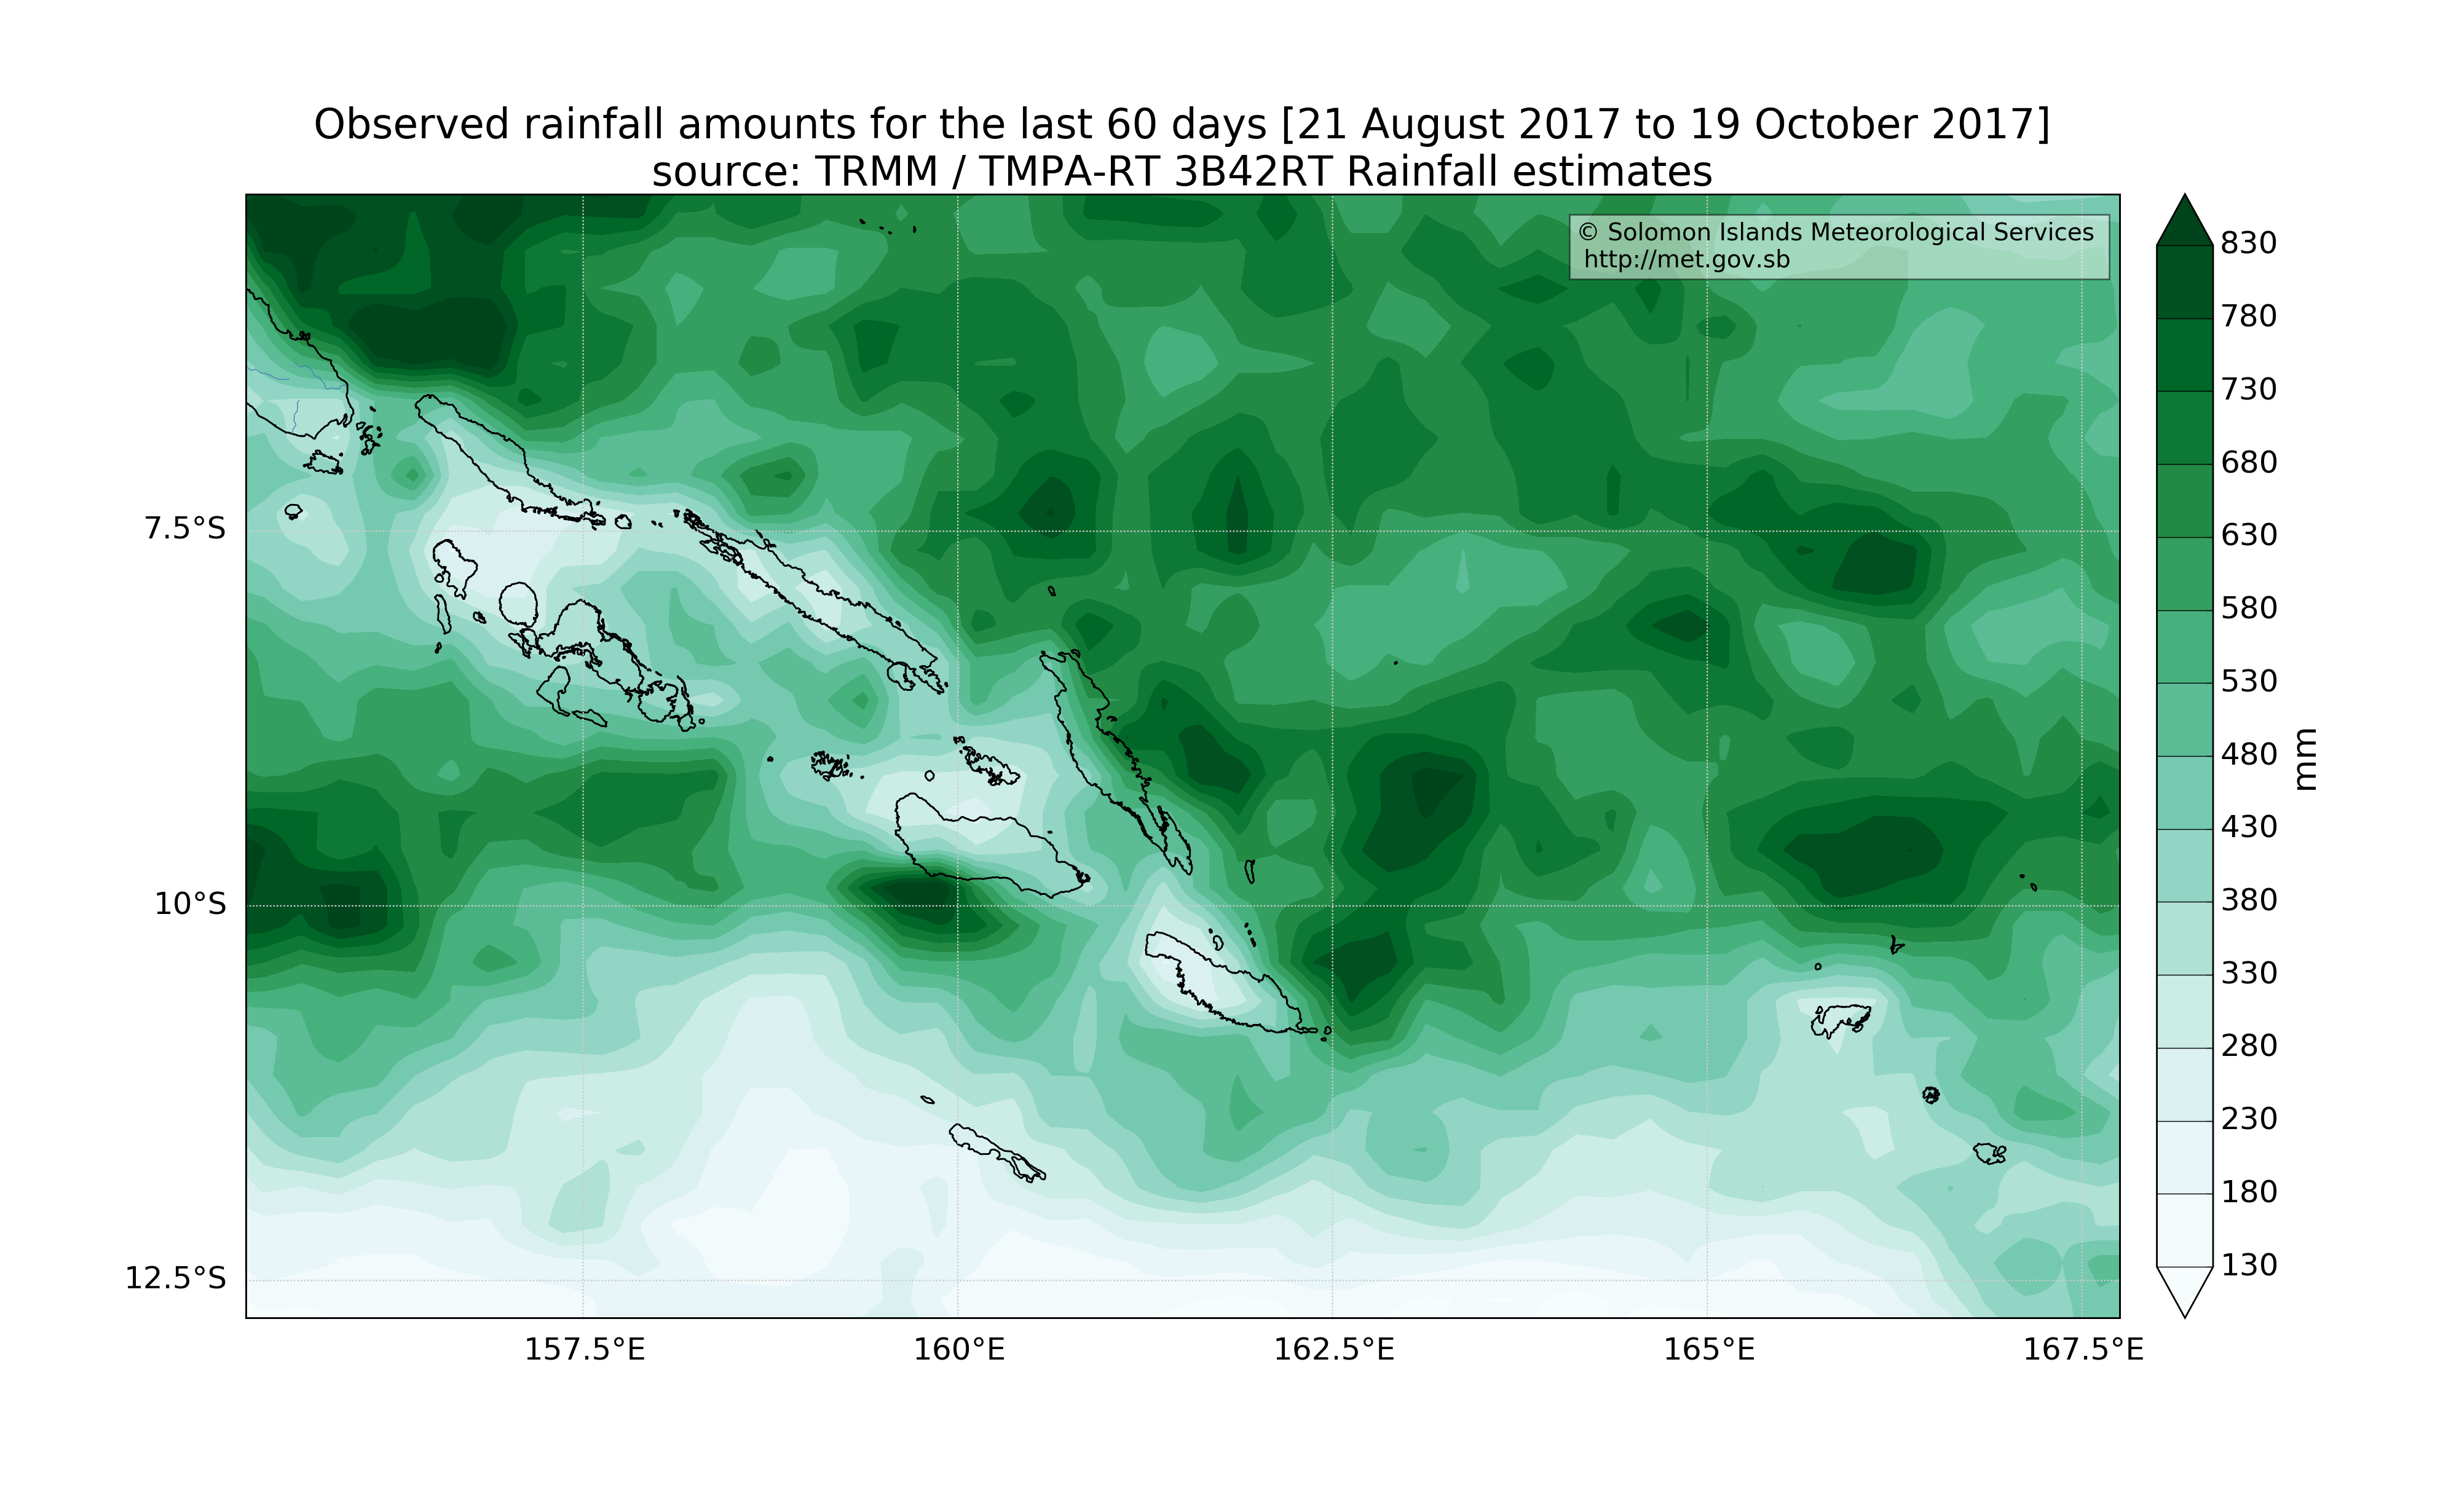 Observed rainfall amounts for the last 60 days [21 August 2017 to 19 October 2017]
source: TRMM / TMPA-RT 3B42RT Rainfall estimates
© Solomon Islands Meteorological Services
http://met.gov.sb
830
780
730
680
630
580
530
480
430
380
330
280
230
180
130
mm
7.5°S
10°S
12.5°S
157.5°E
160°E
162.5°E
165°E
167.5°E